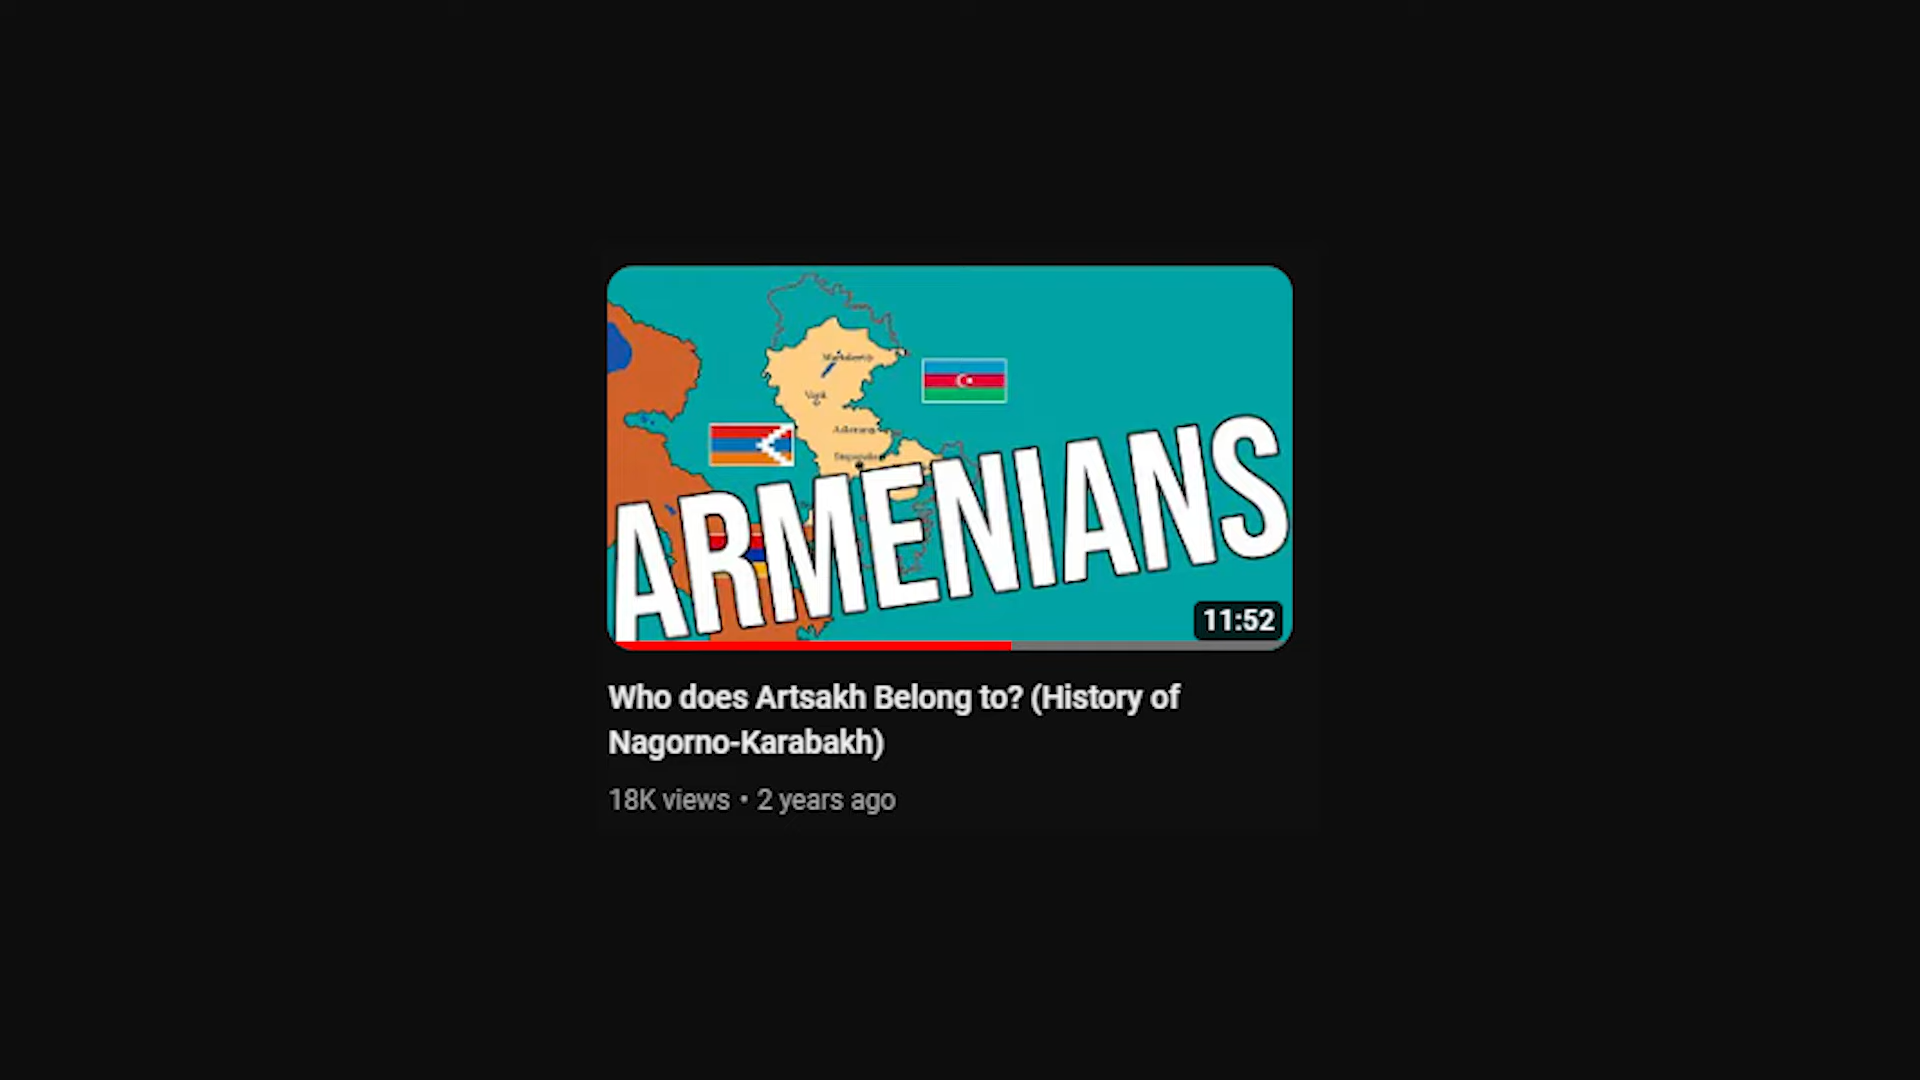 ARMENIANS
11:52
Who does Artsakh Belong to? (History of
Nagorno-Karabakh)
18K views • 2 years ago